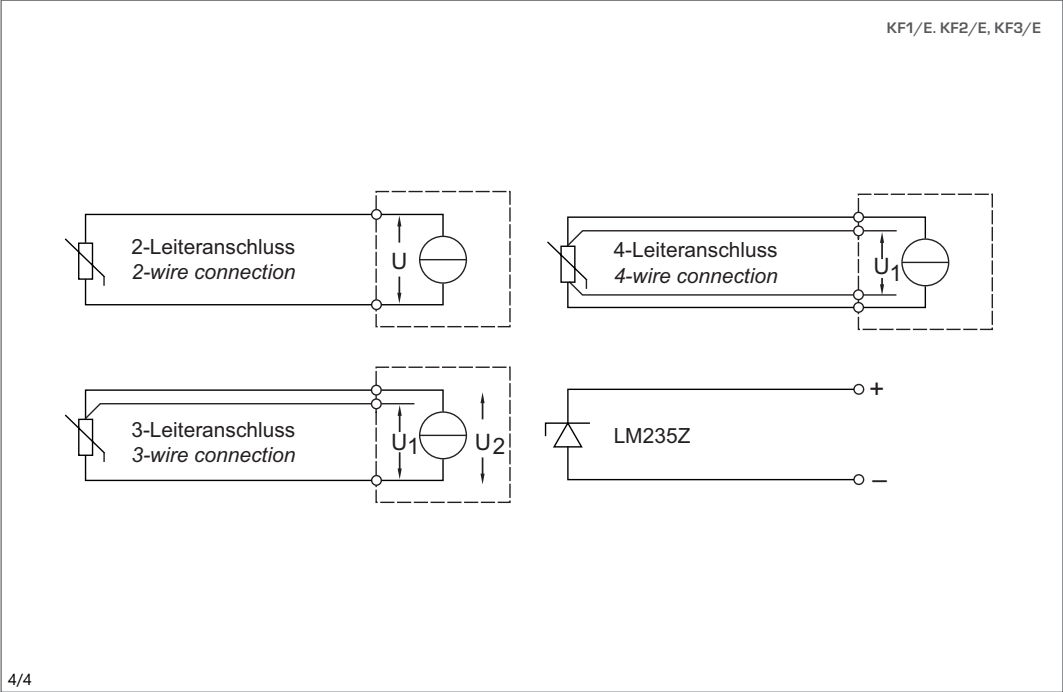 KF1/E. KF2/E, KF3/E
2-Leiteranschluss
2-wire connection
U
4-Leiteranschluss
4-wire connection
U1
3-Leiteranschluss
3-wire connection
U1
U2
LM235Z
+
–
4/4